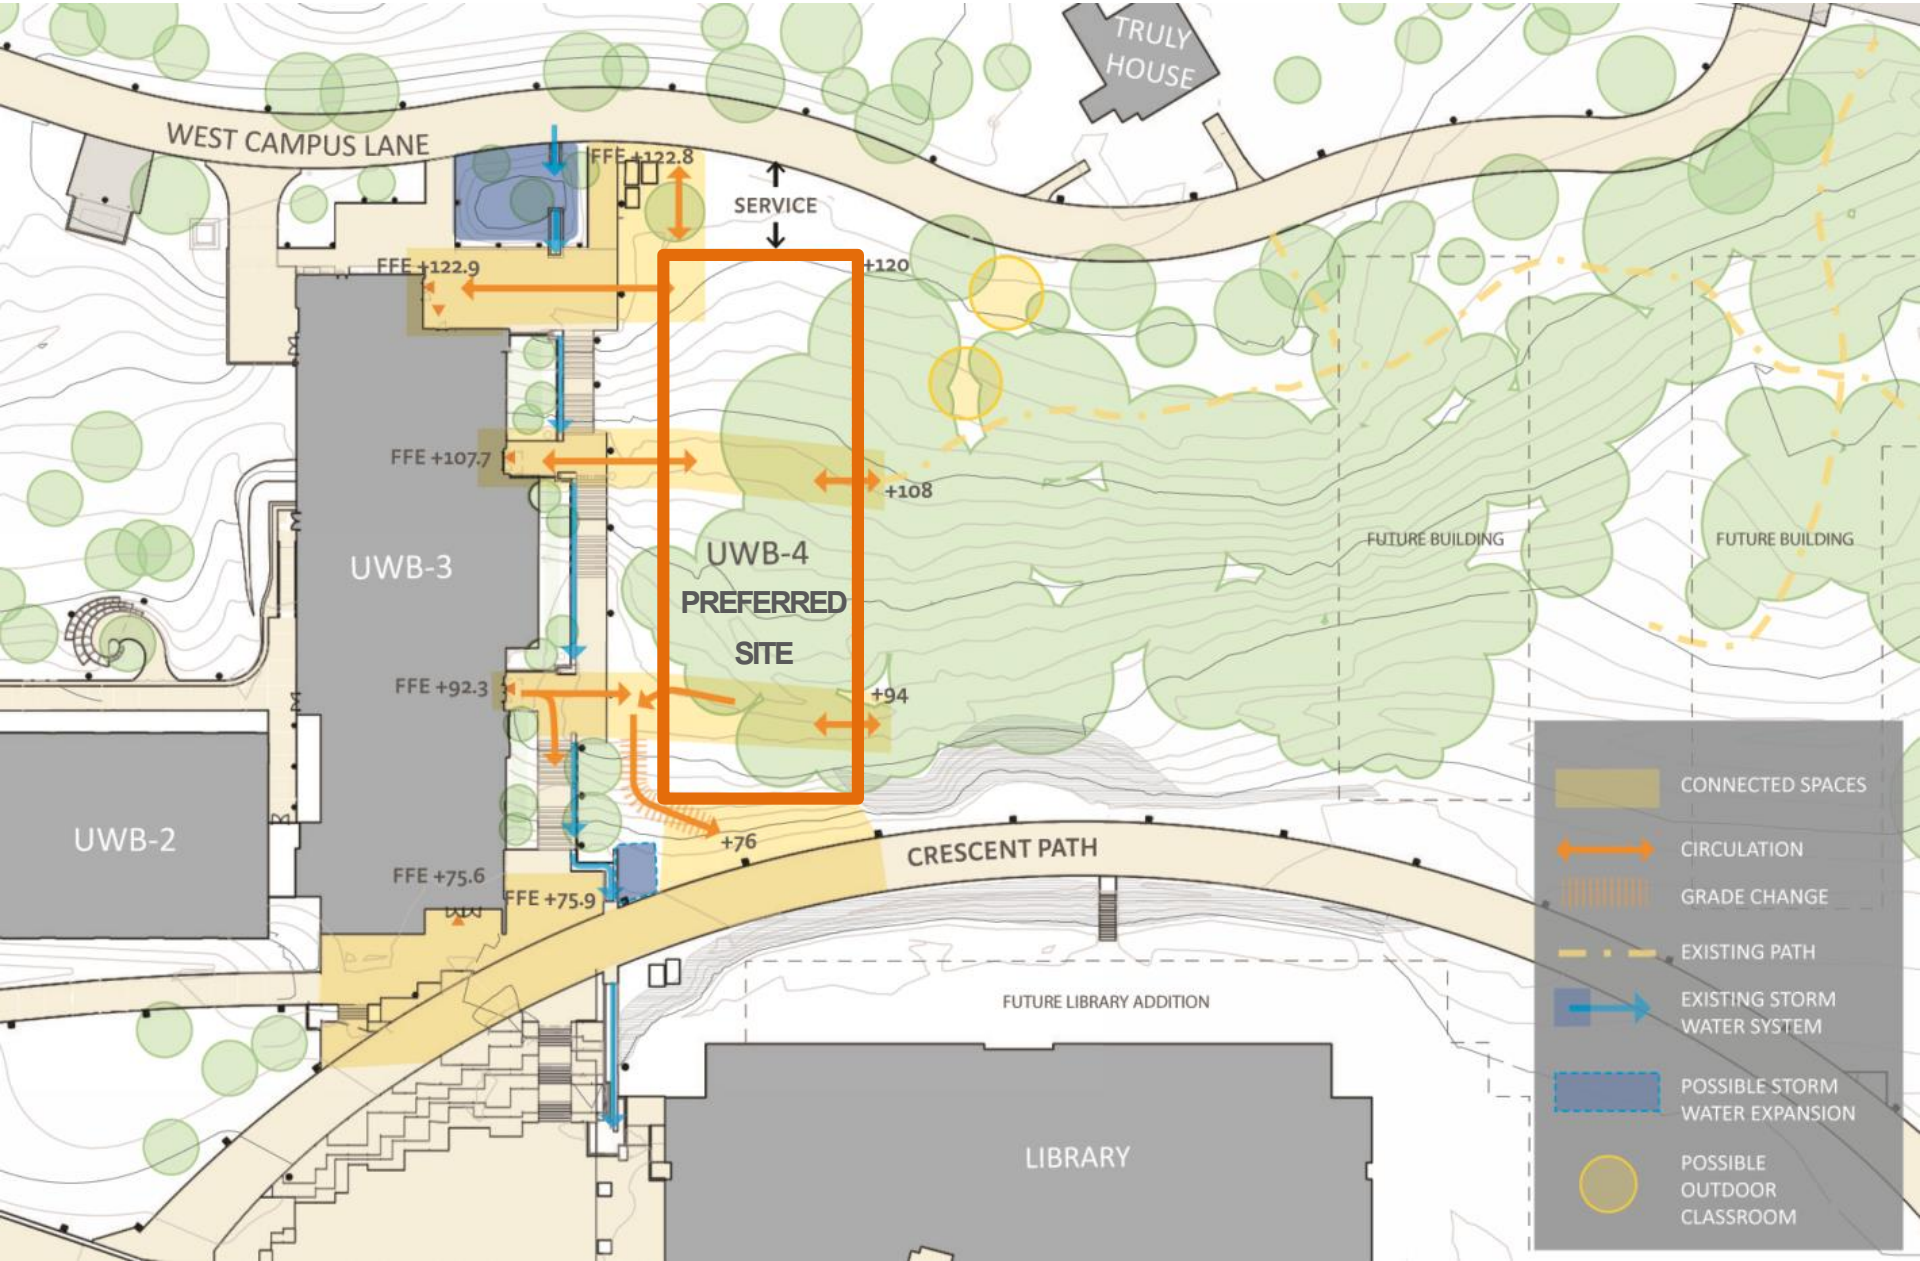 TRULY
HOUSE
WEST CAMPUS LANE
FFE +122.8
SERVICE
FFE +122.9
+120
FFE +107.7
+108
UWB-3
UWB-4
PREFERRED
SITE
FUTURE BUILDING
FUTURE BUILDING
FFE +92.3
+94
UWB-2
+76
CRESCENT PATH
FFE +75.6
FFE +75.9
FUTURE LIBRARY ADDITION
LIBRARY
CONNECTED SPACES
CIRCULATION
GRADE CHANGE
EXISTING PATH
EXISTING STORM
WATER SYSTEM
POSSIBLE STORM
WATER EXPANSION
POSSIBLE
OUTDOOR
CLASSROOM